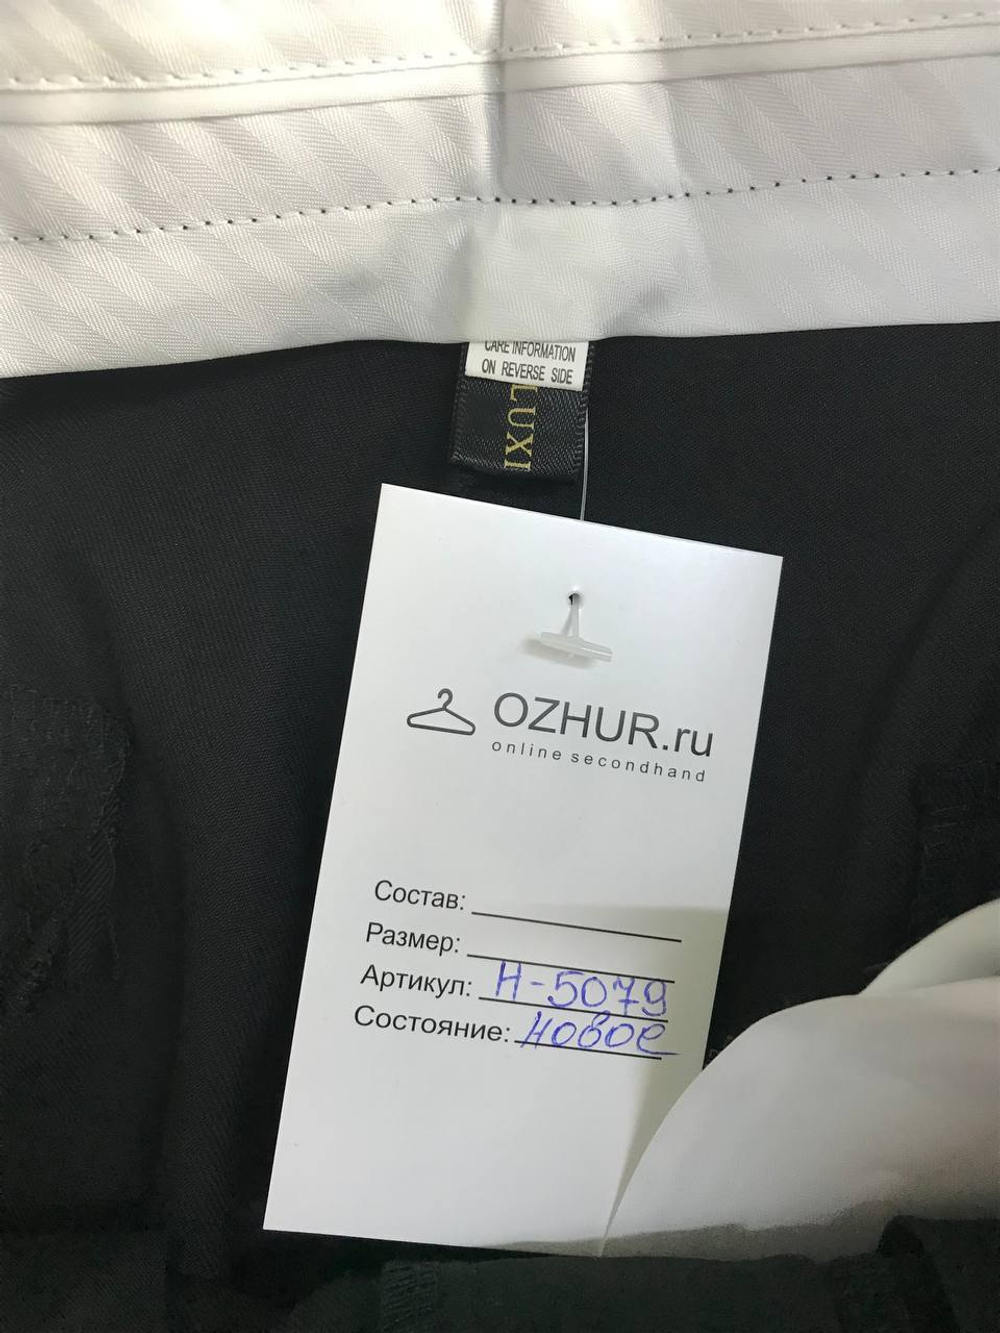 CARE INFORMATION
ON REVERSE SIDE
LUXI
OZHUR.ru
online secondhand
Состав:
Размер:
Артикул: Н-5079
Состояние: новое